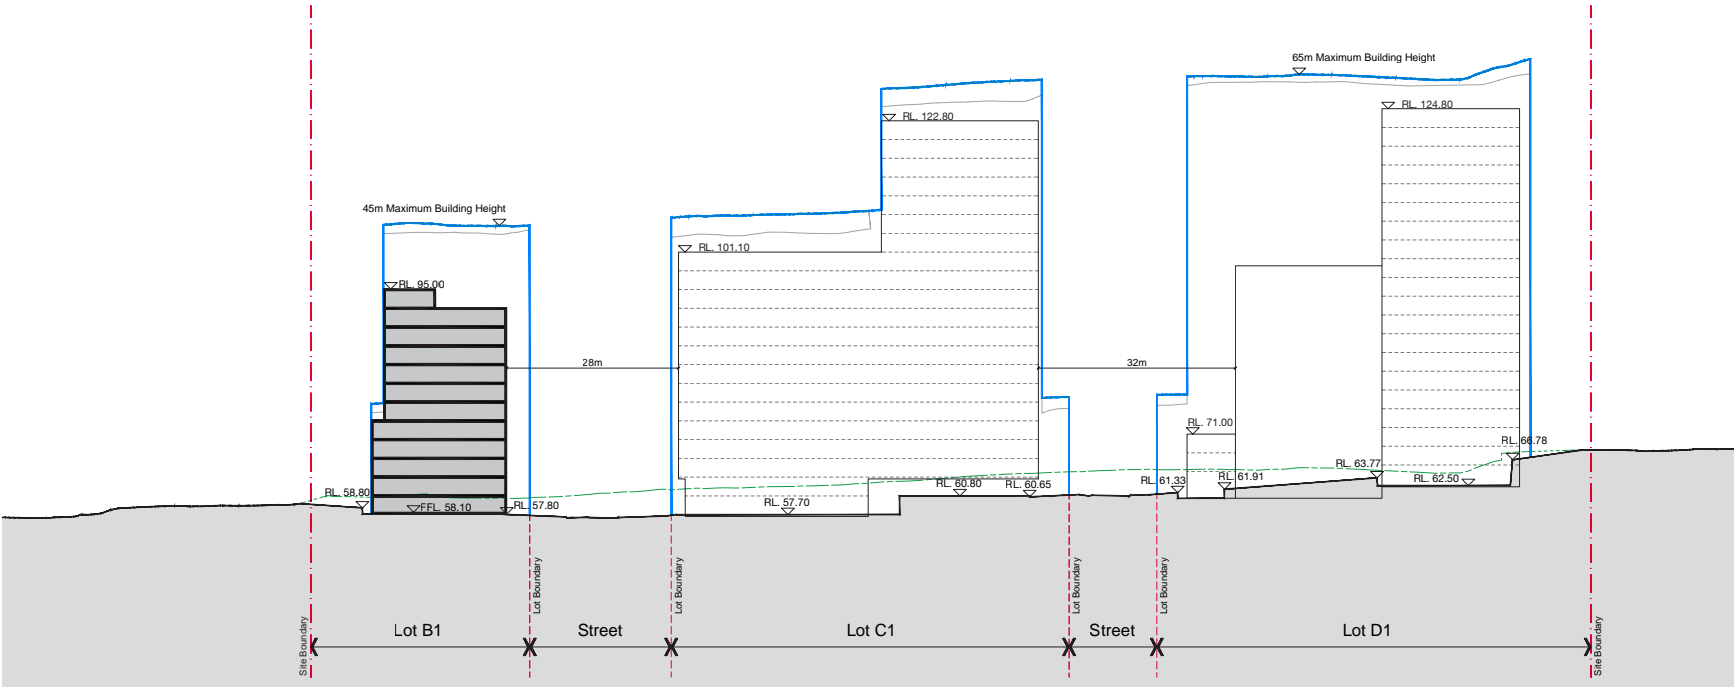 65m Maximum Building Height
RL. 124.80
RL. 122.80
45m Maximum Building Height
RL. 101.10
RL. 95.00
28m
32m
RL. 71.00
RL. 66.78
RL. 63.77
RL. 58.80
FFL. 58.10
RL. 57.80
RL. 57.70
RL. 60.80
RL. 60.65
RL. 61.33
RL. 61.91
RL. 62.50
Lot Boundary
Lot Boundary
Lot Boundary
Lot Boundary
Site Boundary
Lot B1
Street
Lot C1
Street
Lot D1
Site Boundary